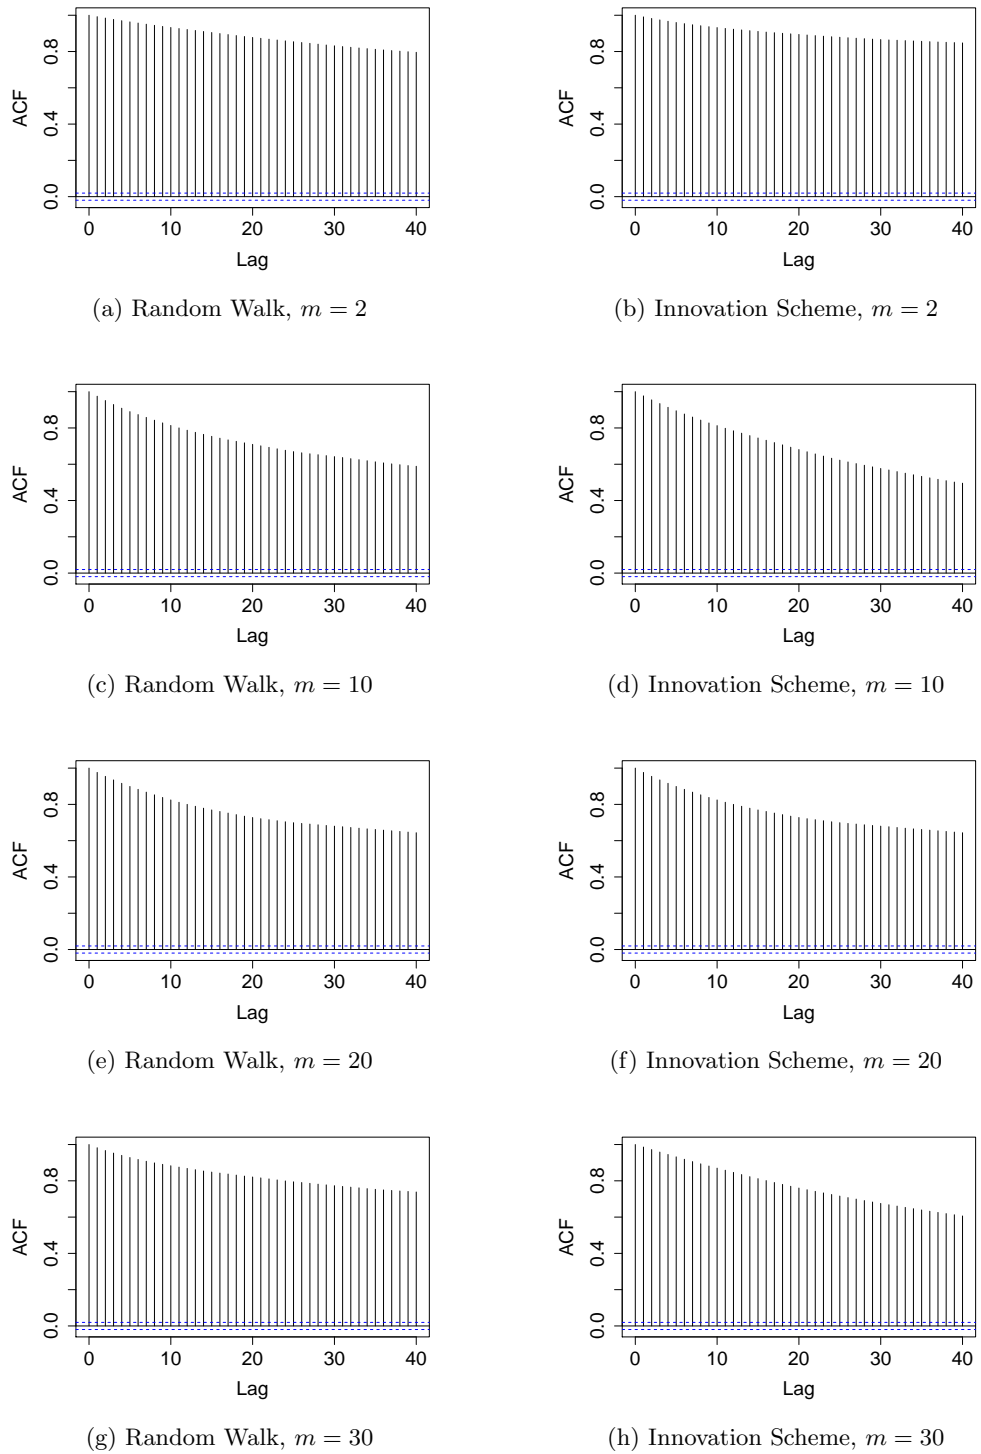 ACF
0.0 0.4 0.8
0 10 20 30 40
Lag
(a) Random Walk, m = 2
ACF
0.0 0.4 0.8
0 10 20 30 40
Lag
(b) Innovation Scheme, m = 2
ACF
0.0 0.4 0.8
0 10 20 30 40
Lag
(c) Random Walk, m = 10
ACF
0.0 0.4 0.8
0 10 20 30 40
Lag
(d) Innovation Scheme, m = 10
ACF
0.0 0.4 0.8
0 10 20 30 40
Lag
(e) Random Walk, m = 20
ACF
0.0 0.4 0.8
0 10 20 30 40
Lag
(f) Innovation Scheme, m = 20
ACF
0.0 0.4 0.8
0 10 20 30 40
Lag
(g) Random Walk, m = 30
ACF
0.0 0.4 0.8
0 10 20 30 40
Lag
(h) Innovation Scheme, m = 30